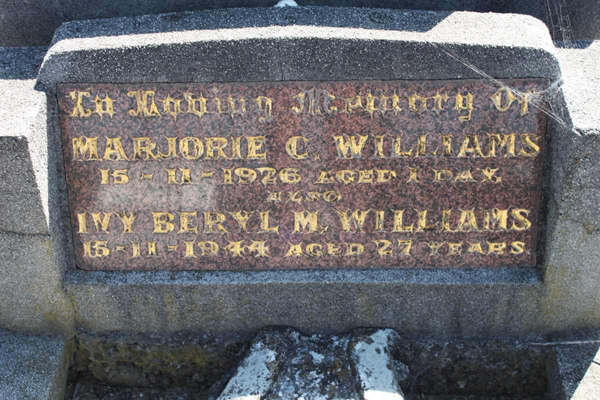 In Loving Memory Of
MARJORIE C. WILLIAMS
15 - 11 - 1926 AGED 1 DAY.
ALSO,
IVY BERYL M. WILLIAMS
15-11-1944 AGED 27 YEARS